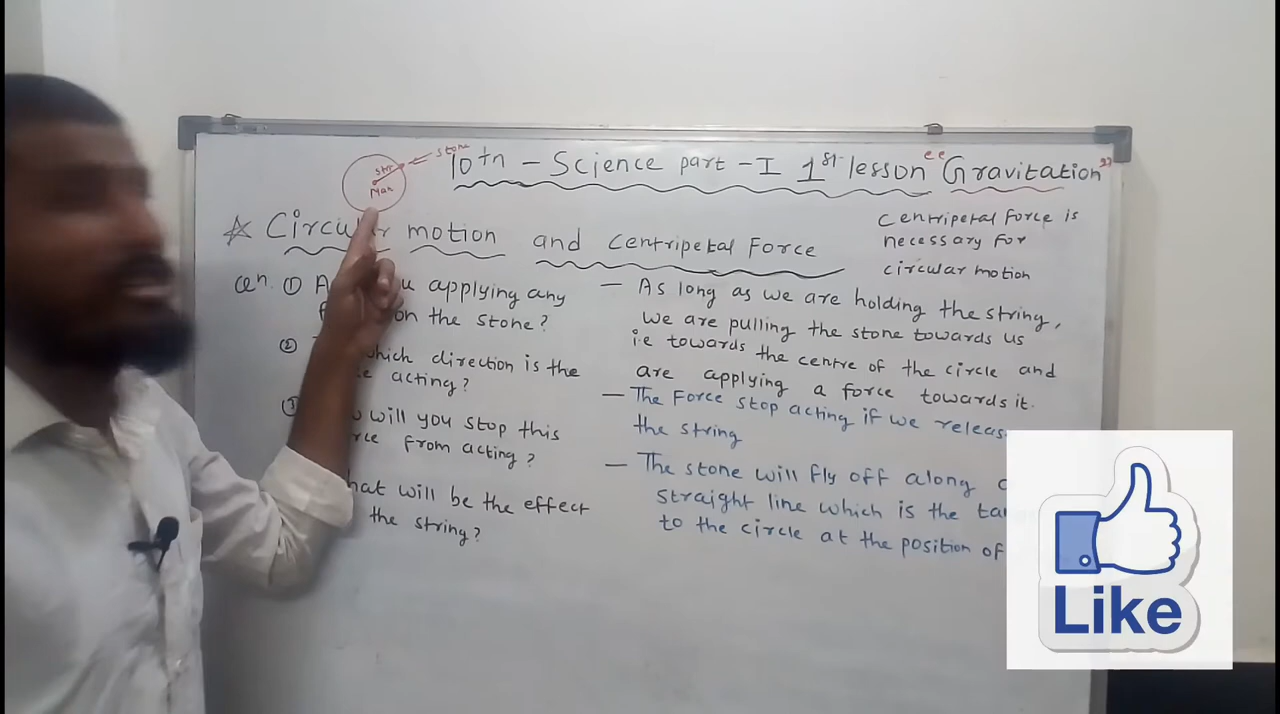 stone
str
Man
10th - Science part - I 1st lesson "Gravitation"
Circular motion and Centripetal Force
Centripetal force is
necessary for
circular motion
① A u applying any
on the stone?
② which direction is the
acting?
will you stop this
from acting?
hat will be the effect
the string?
— As long as we are holding the string,
we are pulling the stone towards us
i.e towards the centre of the circle and
are applying a force towards it.
— The Force stop acting if we releas
the string
— The stone will fly off along
straight line which is the ta
to the circle at the position of
Like